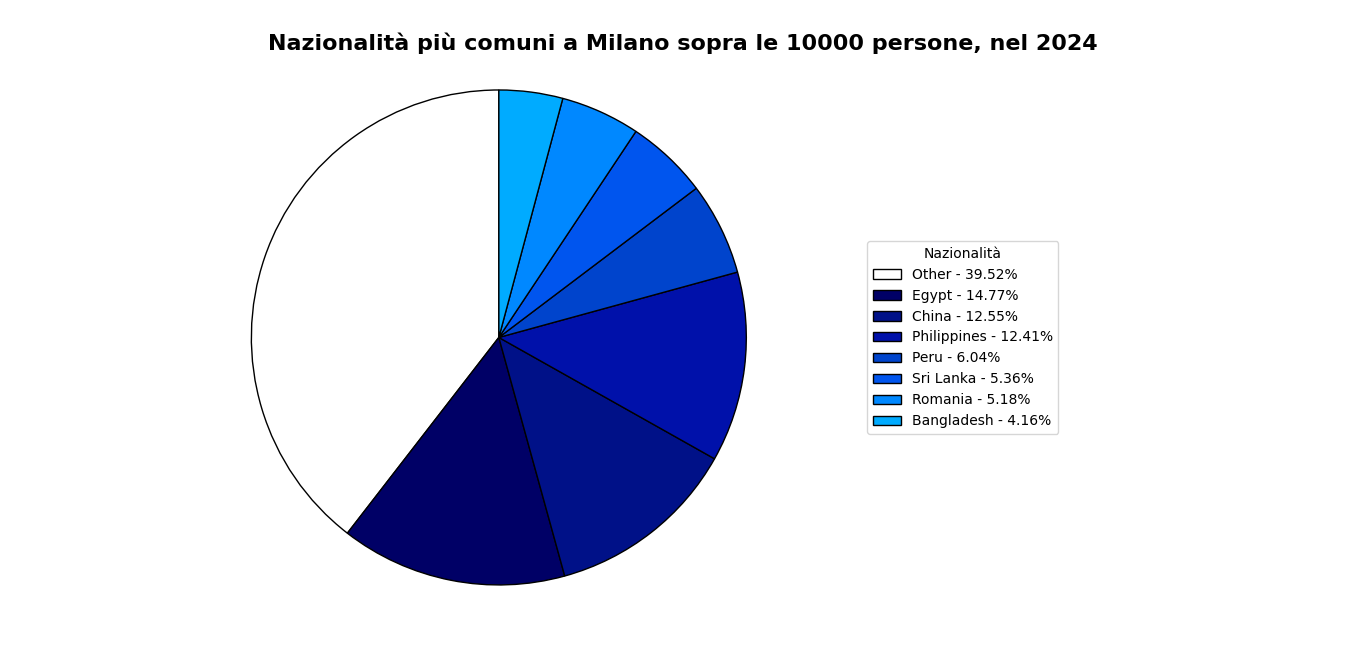 Nazionalità più comuni a Milano sopra le 10000 persone, nel 2024
Nazionalità
Other - 39.52%
Egypt - 14.77%
China - 12.55%
Philippines - 12.41%
Peru - 6.04%
Sri Lanka - 5.36%
Romania - 5.18%
Bangladesh - 4.16%